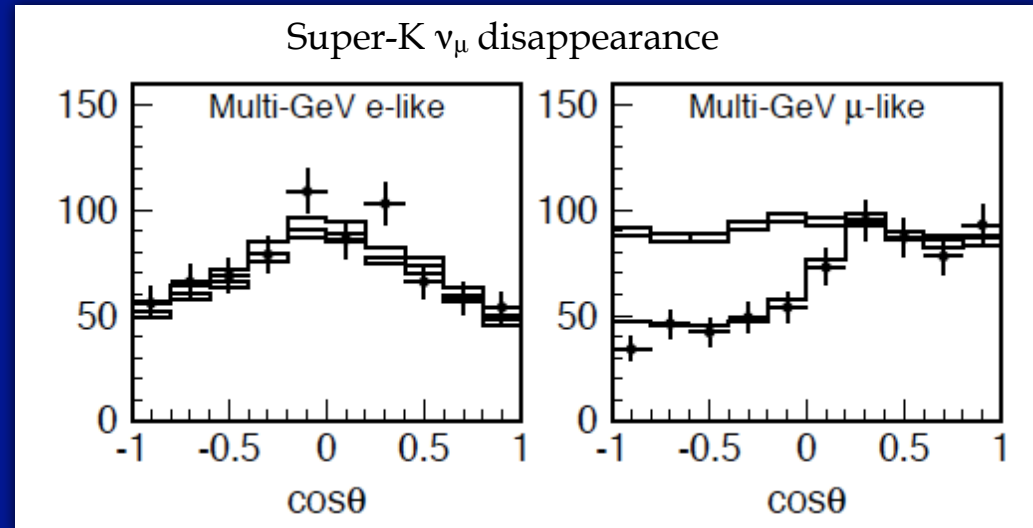 Super-K νμ disappearance
Multi-GeV e-like
150
100
50
0
-1 -0.5 0 0.5 1
cosθ
Multi-GeV μ-like
150
100
50
0
-1 -0.5 0 0.5 1
cosθ